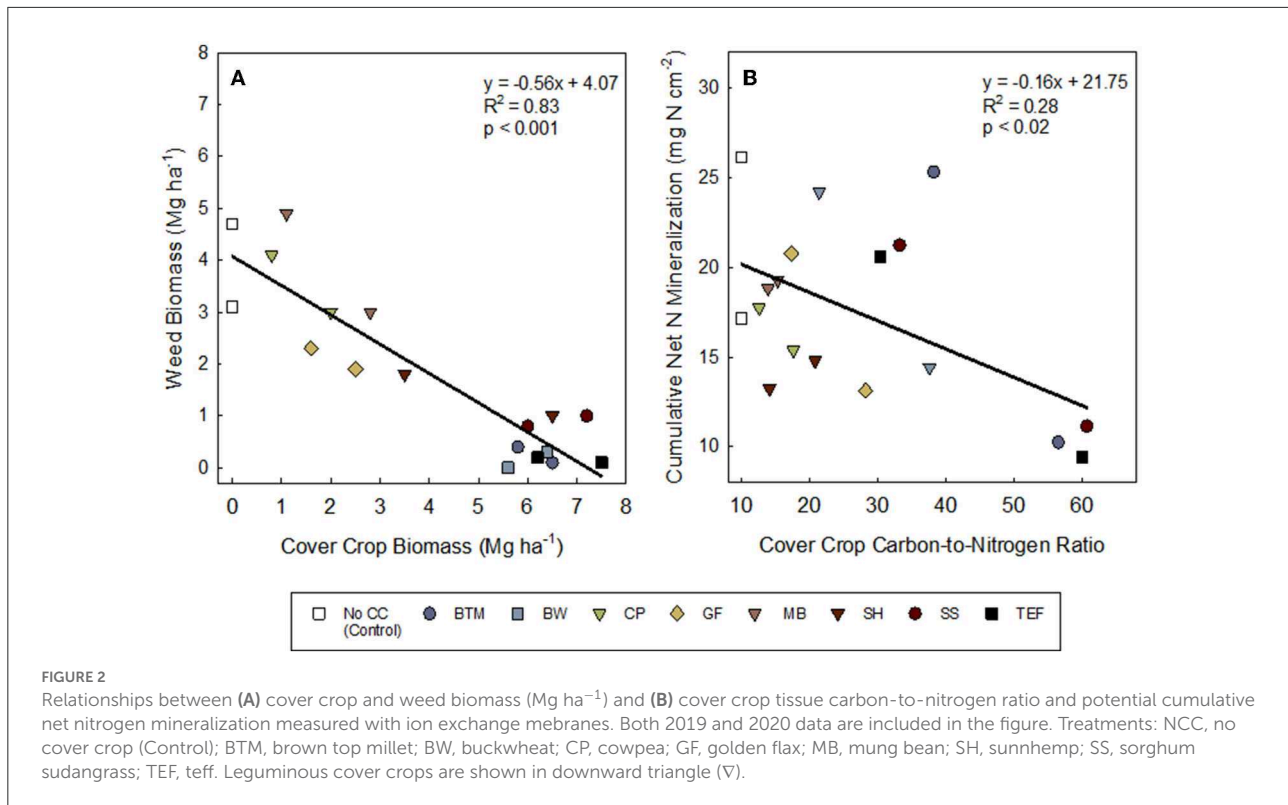 A
y = -0.56x + 4.07
R² = 0.83
p < 0.001
8
7
6
5
4
3
2
1
0
Weed Biomass (Mg ha⁻¹)
0 1 2 3 4 5 6 7 8
Cover Crop Biomass (Mg ha⁻¹)
B
y = -0.16x + 21.75
R² = 0.28
p < 0.02
30
25
20
15
10
Cumulative Net N Mineralization (mg N cm⁻²)
10 20 30 40 50 60
Cover Crop Carbon-to-Nitrogen Ratio
No CC BTM BW CP GF MB SH SS TEF
(Control)
FIGURE 2
Relationships between (A) cover crop and weed biomass (Mg ha⁻¹) and (B) cover crop tissue carbon-to-nitrogen ratio and potential cumulative
net nitrogen mineralization measured with ion exchange mebranes. Both 2019 and 2020 data are included in the figure. Treatments: NCC, no
cover crop (Control); BTM, brown top millet; BW, buckwheat; CP, cowpea; GF, golden flax; MB, mung bean; SH, sunnhemp; SS, sorghum
sudangrass; TEF, teff. Leguminous cover crops are shown in downward triangle (▽).